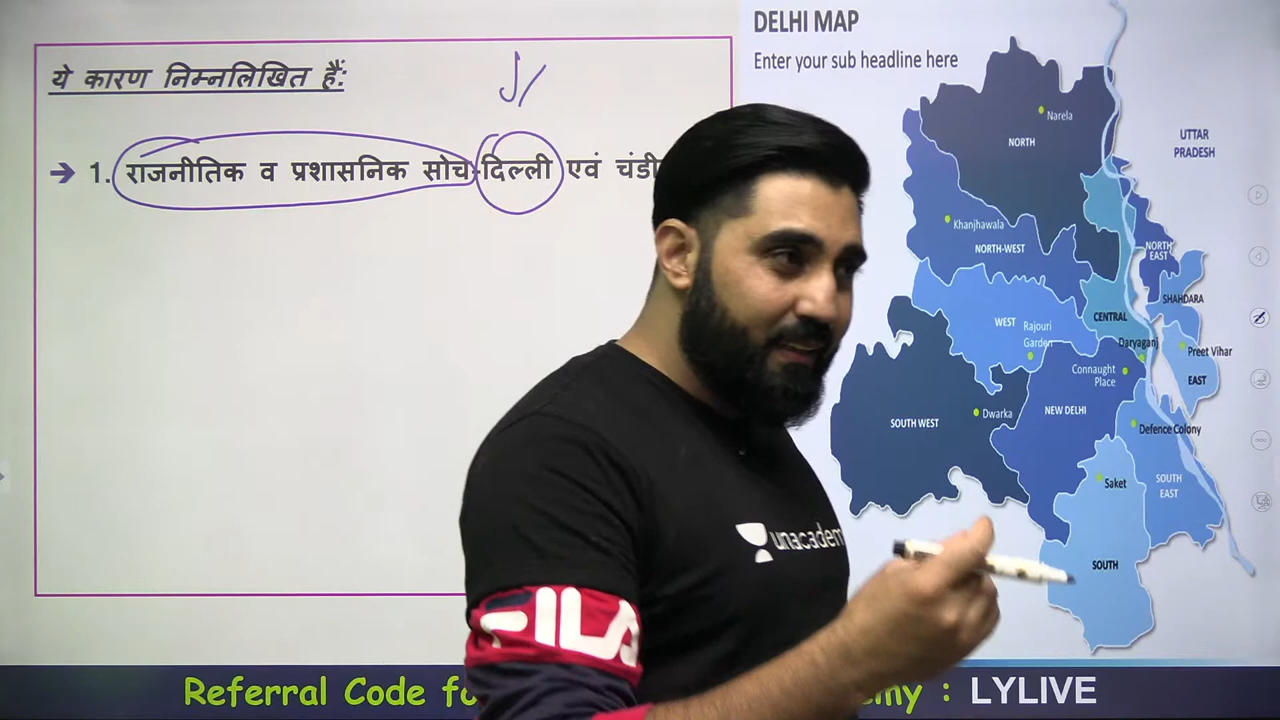 ये कारण निम्नलिखित हैं:
→ 1. राजनीतिक व प्रशासनिक सोच-दिल्ली एवं
DELHI MAP
Enter your sub headline here
Narela
NORTH
UTTAR
PRADESH
Khanjhawala
NORTH-WEST
NORTH
EAST
SHAHDARA
CENTRAL
WEST
Rajouri
Garden
Daryaganj
Preet Vihar
Connaught
Place
EAST
SOUTH WEST
Dwarka
NEW DELHI
Defence Colony
Saket
SOUTH
EAST
SOUTH
unacadem
FILA
Referral Code
: LYLIVE